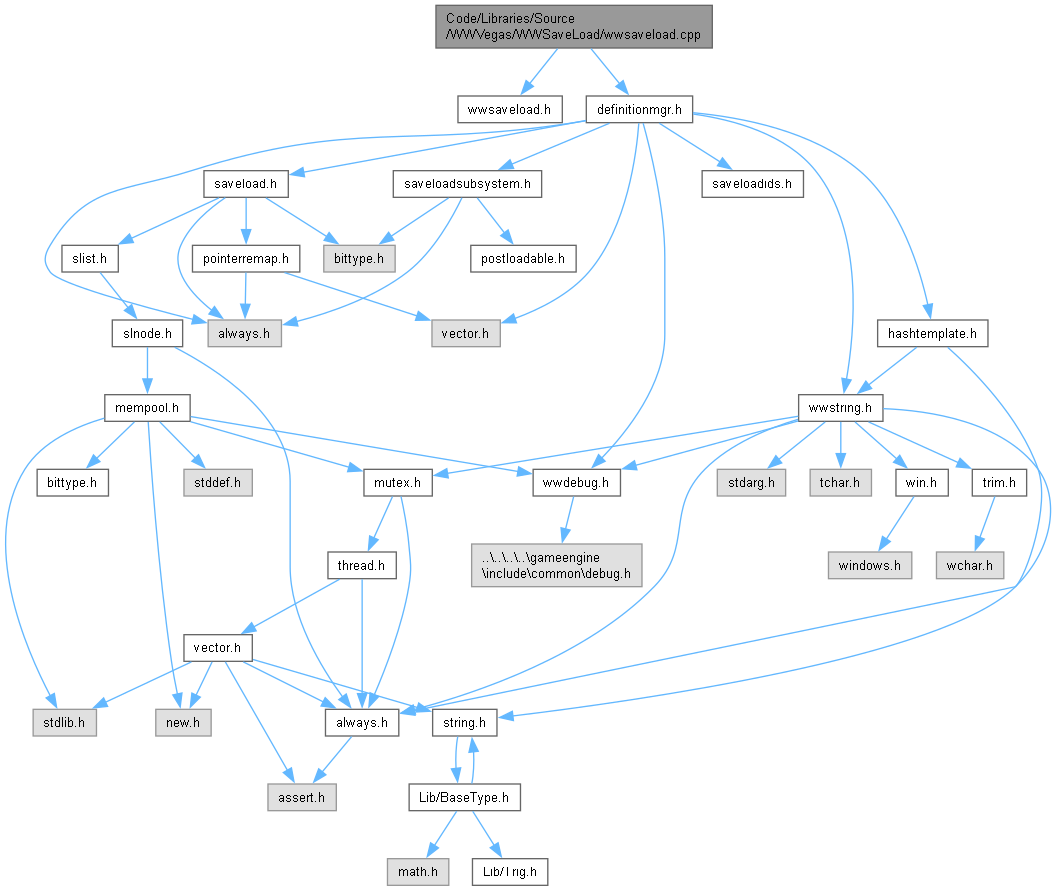 Code/Libraries/Source
/WWVegas/WWSaveLoad/wwsaveload.cpp
wwsaveload.h
definitionmgr.h
saveload.h
saveloadsubsystem.h
saveloadids.h
slist.h
pointerremap.h
bittype.h
postloadable.h
slnode.h
always.h
vector.h
hashtemplate.h
mempool.h
wwstring.h
bittype.h
stddef.h
mutex.h
wwdebug.h
stdarg.h
tchar.h
win.h
trim.h
thread.h
..\..\..\..\gameengine
\include\common\debug.h
windows.h
wchar.h
vector.h
stdlib.h
new.h
always.h
string.h
assert.h
Lib/BaseType.h
math.h
Lib/Trig.h